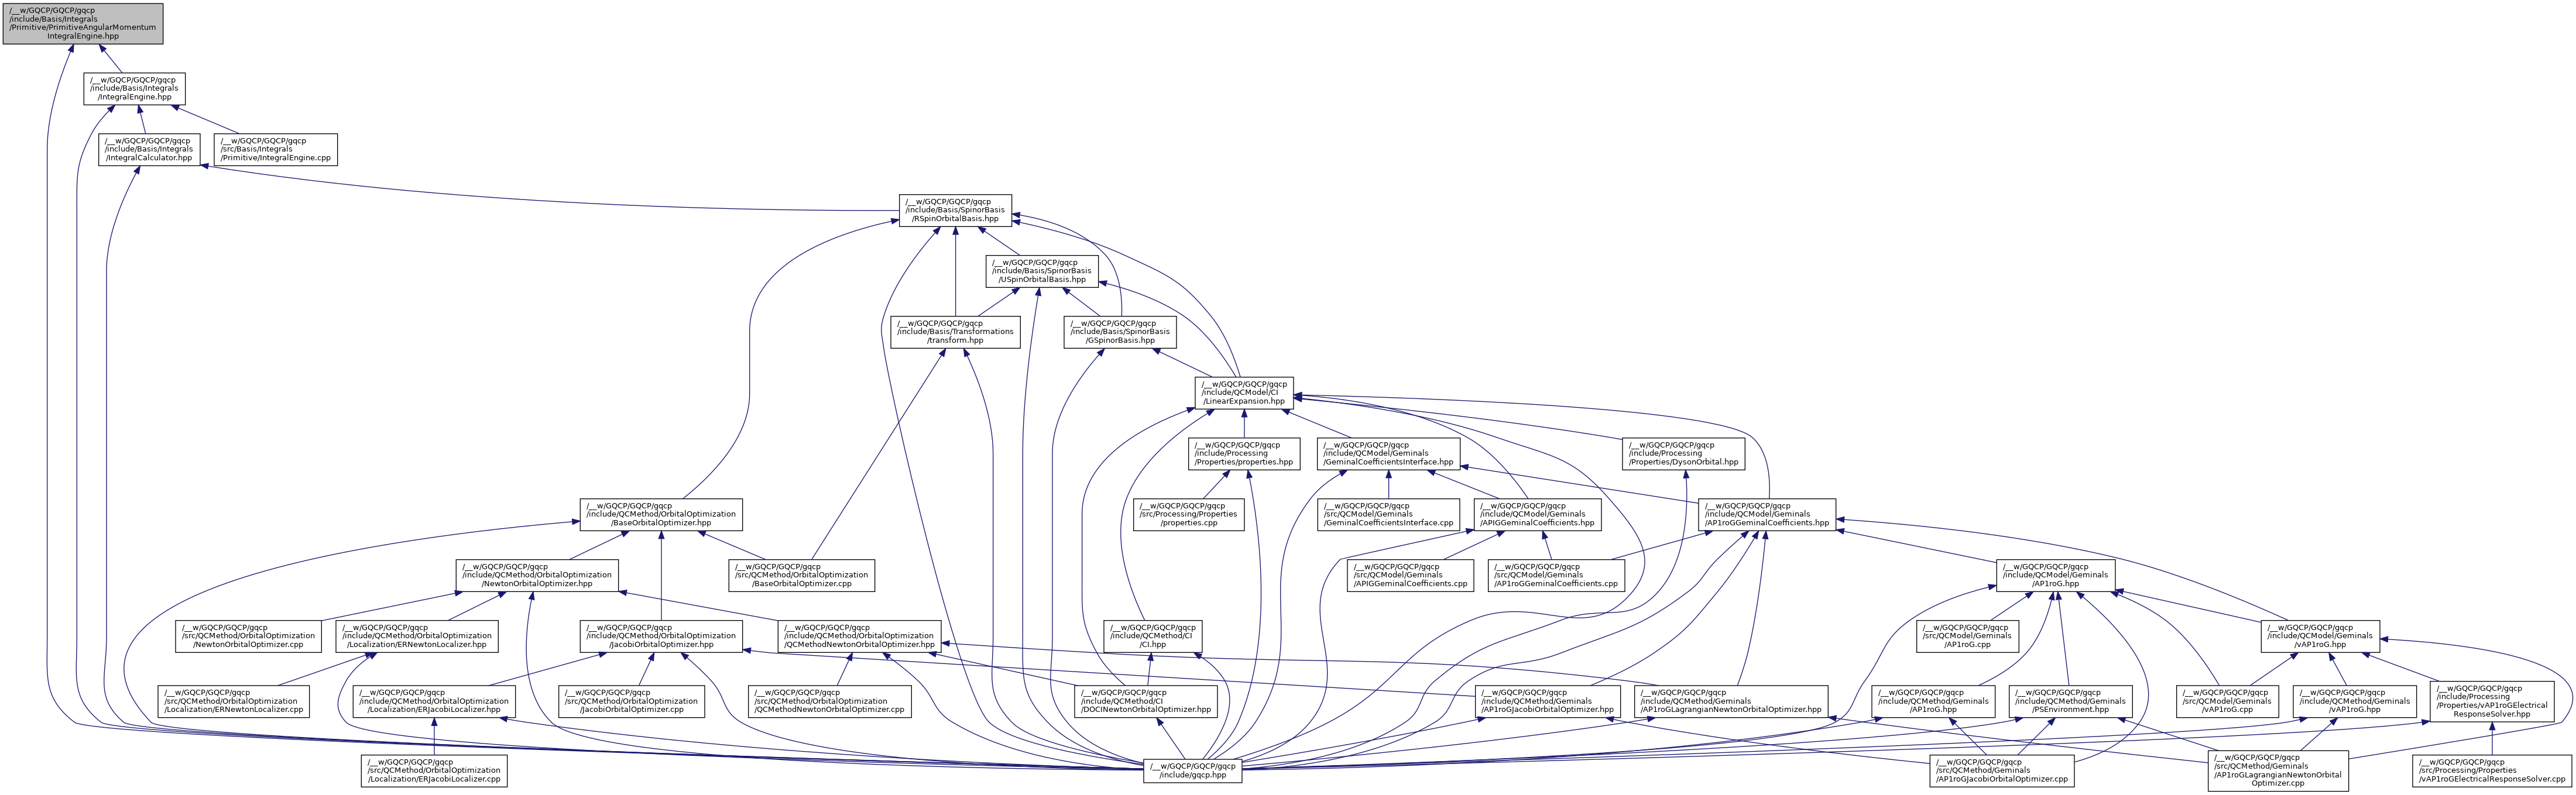 /__w/GQCP/GQCP/gqcp
/include/Basis/Integrals
/Primitive/PrimitiveAngularMomentum
IntegralEngine.hpp
/__w/GQCP/GQCP/gqcp
/include/Basis/Integrals
/IntegralEngine.hpp
/__w/GQCP/GQCP/gqcp
/include/Basis/Integrals
/IntegralCalculator.hpp
/__w/GQCP/GQCP/gqcp
/src/Basis/Integrals
/Primitive/IntegralEngine.cpp
/__w/GQCP/GQCP/gqcp
/include/Basis/SpinorBasis
/RSpinOrbitalBasis.hpp
/__w/GQCP/GQCP/gqcp
/include/Basis/SpinorBasis
/USpinOrbitalBasis.hpp
/__w/GQCP/GQCP/gqcp
/include/Basis/Transformations
/transform.hpp
/__w/GQCP/GQCP/gqcp
/include/Basis/SpinorBasis
/GSpinorBasis.hpp
/__w/GQCP/GQCP/gqcp
/include/QCModel/CI
/LinearExpansion.hpp
/__w/GQCP/GQCP/gqcp
/include/Processing
/Properties/properties.hpp
/__w/GQCP/GQCP/gqcp
/include/QCModel/Geminals
/GeminalCoefficientsInterface.hpp
/__w/GQCP/GQCP/gqcp
/include/Processing
/Properties/DysonOrbital.hpp
/__w/GQCP/GQCP/gqcp
/include/QCMethod/OrbitalOptimization
/BaseOrbitalOptimizer.hpp
/__w/GQCP/GQCP/gqcp
/src/Processing/Properties
/properties.cpp
/__w/GQCP/GQCP/gqcp
/src/QCModel/Geminals
/GeminalCoefficientsInterface.cpp
/__w/GQCP/GQCP/gqcp
/include/QCModel/Geminals
/APIGGeminalCoefficients.hpp
/__w/GQCP/GQCP/gqcp
/include/QCModel/Geminals
/AP1roGGeminalCoefficients.hpp
/__w/GQCP/GQCP/gqcp
/include/QCMethod/OrbitalOptimization
/NewtonOrbitalOptimizer.hpp
/__w/GQCP/GQCP/gqcp
/src/QCMethod/OrbitalOptimization
/BaseOrbitalOptimizer.cpp
/__w/GQCP/GQCP/gqcp
/src/QCModel/Geminals
/APIGGeminalCoefficients.cpp
/__w/GQCP/GQCP/gqcp
/src/QCModel/Geminals
/AP1roGGeminalCoefficients.cpp
/__w/GQCP/GQCP/gqcp
/include/QCModel/Geminals
/AP1roG.hpp
/__w/GQCP/GQCP/gqcp
/src/QCMethod/OrbitalOptimization
/NewtonOrbitalOptimizer.cpp
/__w/GQCP/GQCP/gqcp
/include/QCMethod/OrbitalOptimization
/Localization/ERNewtonLocalizer.hpp
/__w/GQCP/GQCP/gqcp
/include/QCMethod/OrbitalOptimization
/JacobiOrbitalOptimizer.hpp
/__w/GQCP/GQCP/gqcp
/include/QCMethod/OrbitalOptimization
/QCMethodNewtonOrbitalOptimizer.hpp
/__w/GQCP/GQCP/gqcp
/include/QCMethod/CI
/CI.hpp
/__w/GQCP/GQCP/gqcp
/src/QCModel/Geminals
/AP1roG.cpp
/__w/GQCP/GQCP/gqcp
/include/QCModel/Geminals
/vAP1roG.hpp
/__w/GQCP/GQCP/gqcp
/src/QCMethod/OrbitalOptimization
/Localization/ERNewtonLocalizer.cpp
/__w/GQCP/GQCP/gqcp
/include/QCMethod/OrbitalOptimization
/Localization/ERJacobiLocalizer.hpp
/__w/GQCP/GQCP/gqcp
/src/QCMethod/OrbitalOptimization
/JacobiOrbitalOptimizer.cpp
/__w/GQCP/GQCP/gqcp
/src/QCMethod/OrbitalOptimization
/QCMethodNewtonOrbitalOptimizer.cpp
/__w/GQCP/GQCP/gqcp
/include/QCMethod/CI
/DOCINewtonOrbitalOptimizer.hpp
/__w/GQCP/GQCP/gqcp
/include/QCMethod/Geminals
/AP1roGJacobiOrbitalOptimizer.hpp
/__w/GQCP/GQCP/gqcp
/include/QCMethod/Geminals
/AP1roGLagrangianNewtonOrbitalOptimizer.hpp
/__w/GQCP/GQCP/gqcp
/include/QCMethod/Geminals
/AP1roG.hpp
/__w/GQCP/GQCP/gqcp
/include/QCMethod/Geminals
/PSEnvironment.hpp
/__w/GQCP/GQCP/gqcp
/src/QCModel/Geminals
/vAP1roG.cpp
/__w/GQCP/GQCP/gqcp
/include/QCMethod/Geminals
/vAP1roG.hpp
/__w/GQCP/GQCP/gqcp
/include/Processing
/Properties/vAP1roGElectrical
ResponseSolver.hpp
/__w/GQCP/GQCP/gqcp
/src/QCMethod/OrbitalOptimization
/Localization/ERJacobiLocalizer.cpp
/__w/GQCP/GQCP/gqcp
/include/gqcp.hpp
/__w/GQCP/GQCP/gqcp
/src/QCMethod/Geminals
/AP1roGJacobiOrbitalOptimizer.cpp
/__w/GQCP/GQCP/gqcp
/src/QCMethod/Geminals
/AP1roGLagrangianNewtonOrbital
Optimizer.cpp
/__w/GQCP/GQCP/gqcp
/src/Processing/Properties
/vAP1roGElectricalResponseSolver.cpp